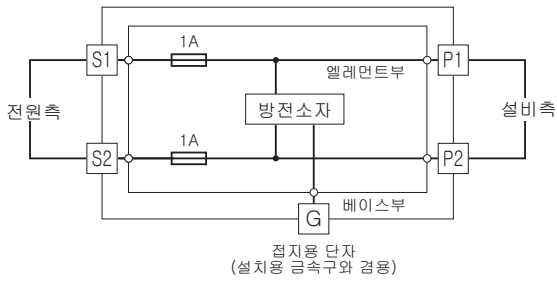 1A
S1
P1
엘레먼트부
전원측
방전소자
설비측
1A
S2
P2
베이스부
G
접지용 단자
(설치용 금속구와 겸용)